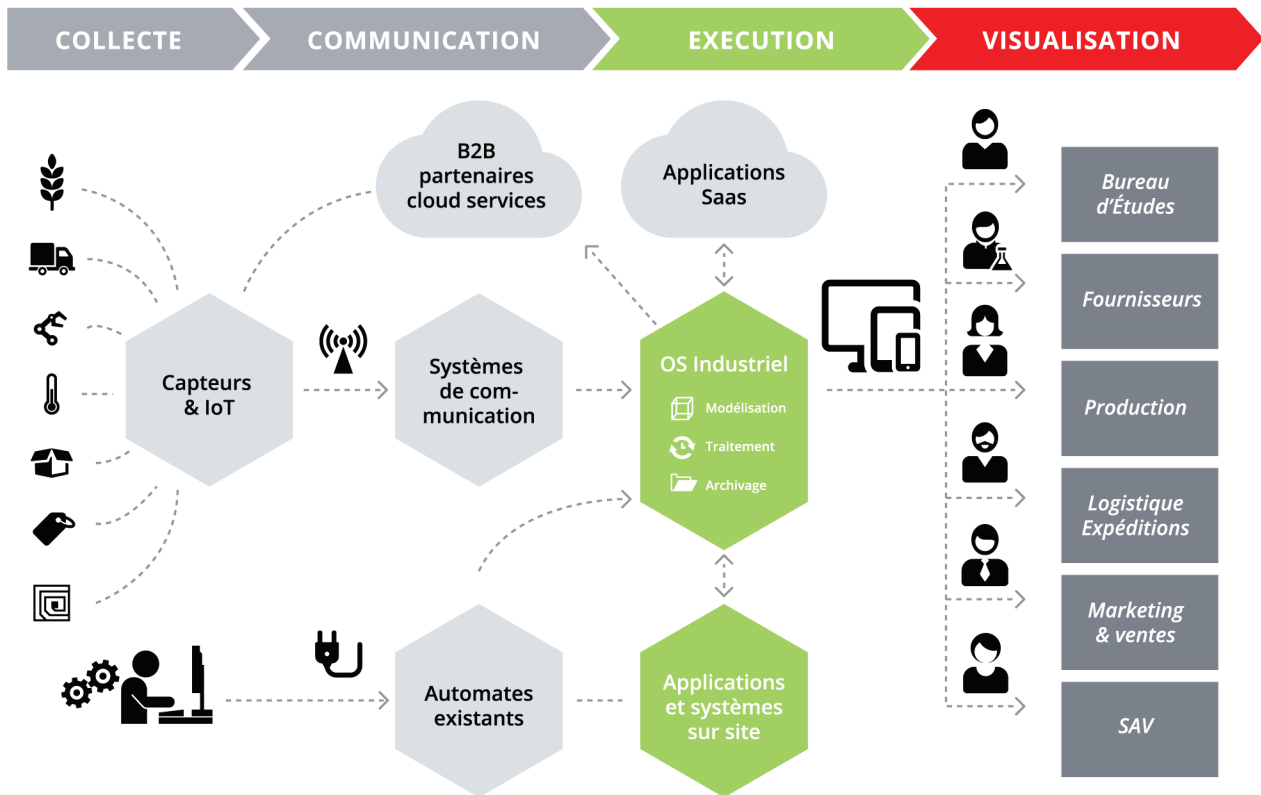 COLLECTE
COMMUNICATION
EXECUTION
VISUALISATION
B2B
partenaires
cloud services
Applications
Saas
Capteurs
& IoT
Systèmes
de com-
munication
OS Industriel
Modélisation
Traitement
Archivage
Automates
existants
Applications
et systèmes
sur site
Bureau
d’Études
Fournisseurs
Production
Logistique
Expéditions
Marketing
& ventes
SAV